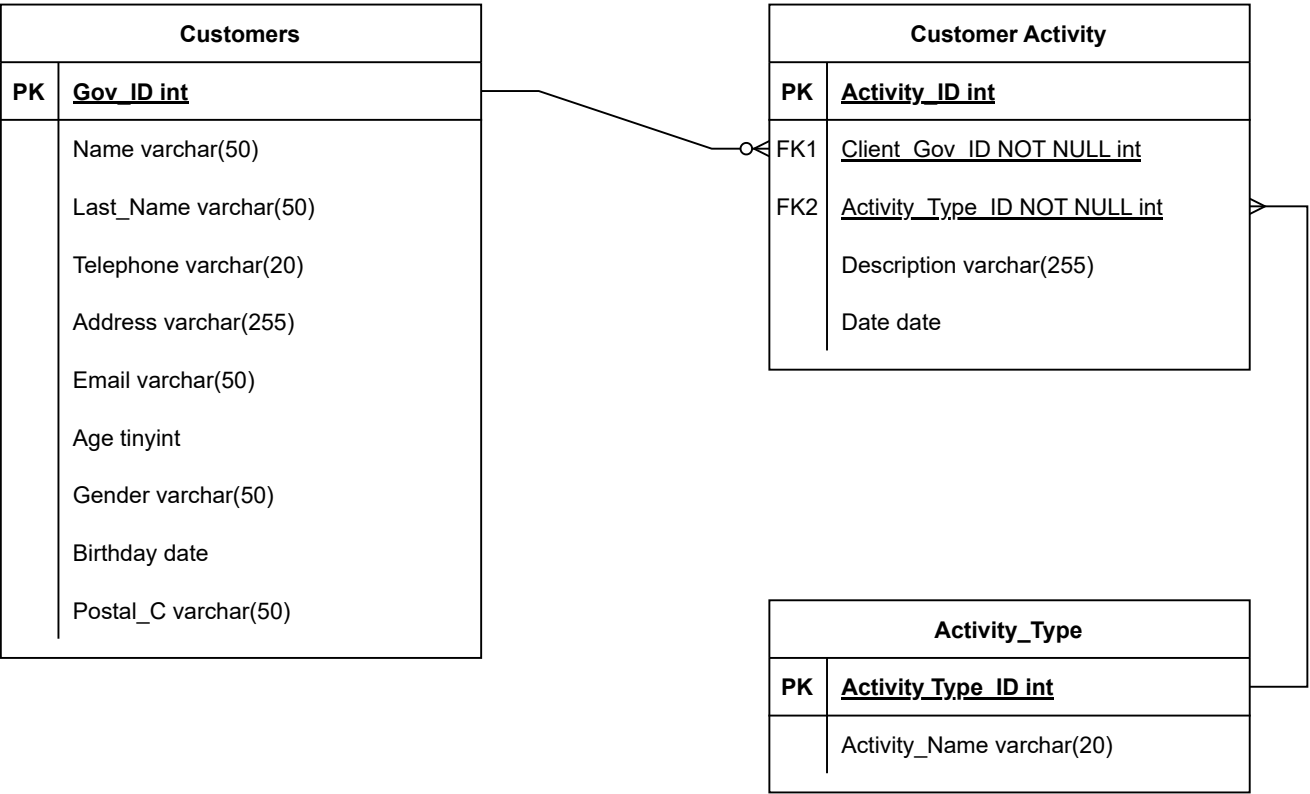 Customers
PK Gov_ID int
Name varchar(50)
Last_Name varchar(50)
Telephone varchar(20)
Address varchar(255)
Email varchar(50)
Age tinyint
Gender varchar(50)
Birthday date
Postal_C varchar(50)
Customer Activity
PK Activity_ID int
FK1 Client_Gov_ID NOT NULL int
FK2 Activity_Type_ID NOT NULL int
Description varchar(255)
Date date
Activity_Type
PK Activity Type_ID int
Activity_Name varchar(20)